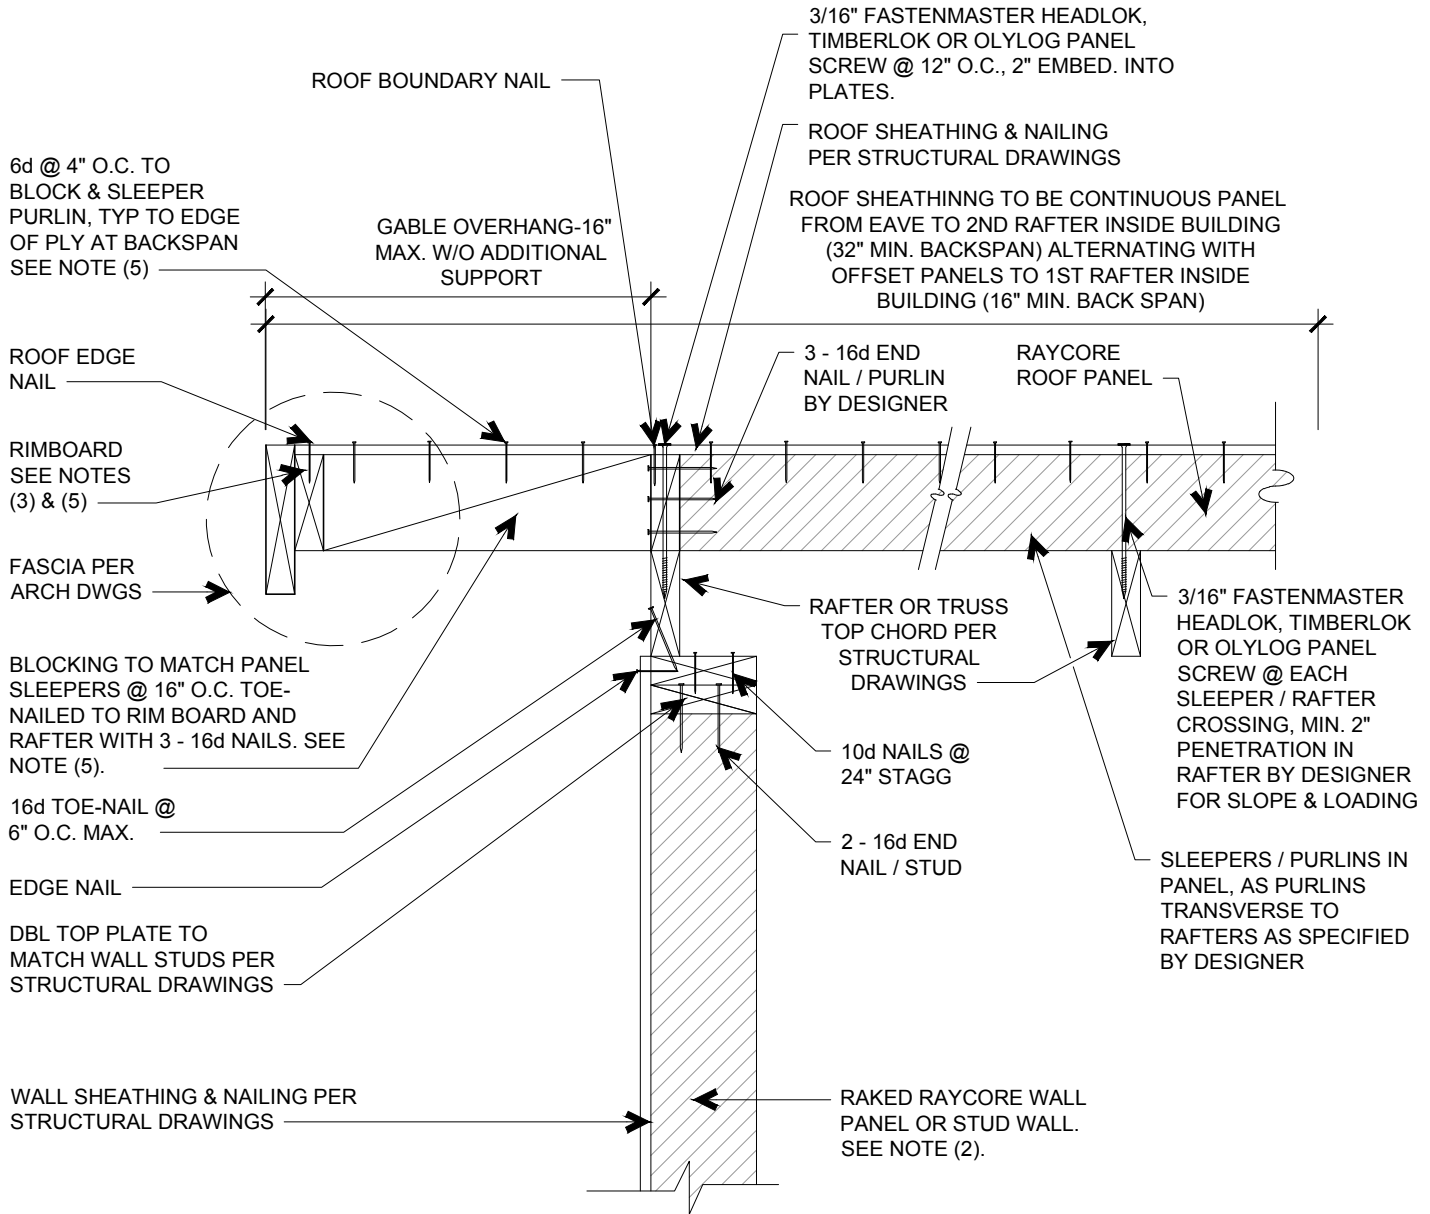 3/16" FASTENMASTER HEADLOK,
TIMBERLOK OR OLYLOG PANEL
SCREW @ 12" O.C., 2" EMBED. INTO
PLATES.
ROOF BOUNDARY NAIL
ROOF SHEATHING & NAILING
PER STRUCTURAL DRAWINGS
6d @ 4" O.C. TO
BLOCK & SLEEPER
PURLIN, TYP TO EDGE
OF PLY AT BACKSPAN
SEE NOTE (5)
GABLE OVERHANG-16"
MAX. W/O ADDITIONAL
SUPPORT
ROOF SHEATHINNG TO BE CONTINUOUS PANEL
FROM EAVE TO 2ND RAFTER INSIDE BUILDING
(32" MIN. BACKSPAN) ALTERNATING WITH
OFFSET PANELS TO 1ST RAFTER INSIDE
BUILDING (16" MIN. BACK SPAN)
ROOF EDGE
NAIL
3 - 16d END
NAIL / PURLIN
BY DESIGNER
RAYCORE
ROOF PANEL
RIMBOARD
SEE NOTES
(3) & (5)
FASCIA PER
ARCH DWGS
RAFTER OR TRUSS
TOP CHORD PER
STRUCTURAL
DRAWINGS
3/16" FASTENMASTER
HEADLOK, TIMBERLOK
OR OLYLOG PANEL
SCREW @ EACH
SLEEPER / RAFTER
CROSSING, MIN. 2"
PENETRATION IN
RAFTER BY DESIGNER
FOR SLOPE & LOADING
BLOCKING TO MATCH PANEL
SLEEPERS @ 16" O.C. TOE-
NAILED TO RIM BOARD AND
RAFTER WITH 3 - 16d NAILS. SEE
NOTE (5).
10d NAILS @
24" STAGG
16d TOE-NAIL @
6" O.C. MAX.
2 - 16d END
NAIL / STUD
SLEEPERS / PURLINS IN
PANEL, AS PURLINS
TRANSVERSE TO
RAFTERS AS SPECIFIED
BY DESIGNER
EDGE NAIL
DBL TOP PLATE TO
MATCH WALL STUDS PER
STRUCTURAL DRAWINGS
WALL SHEATHING & NAILING PER
STRUCTURAL DRAWINGS
RAKED RAYCORE WALL
PANEL OR STUD WALL.
SEE NOTE (2).